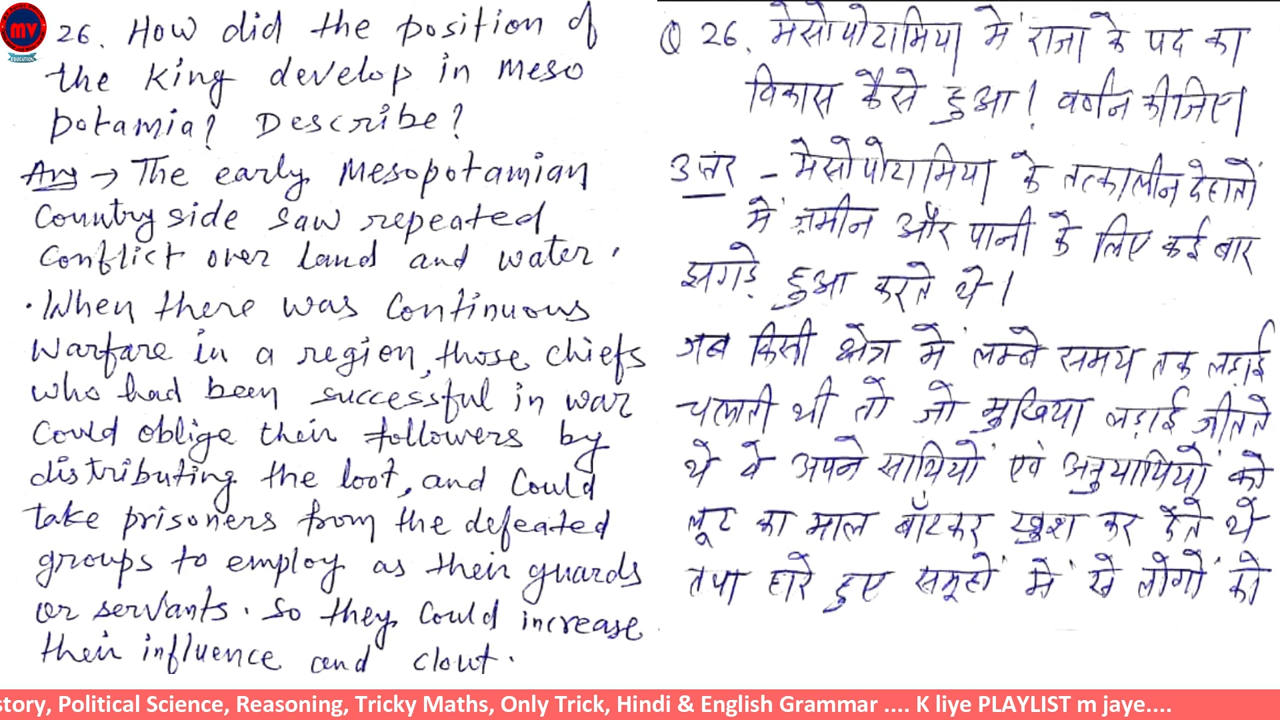 MV
EDUCATION
26. How did the position of
the King develop in Meso
potamia? Describe?
Ans → The early Mesopotamian
Countryside saw repeated
Conflict over land and water.
• When there was Continuous
Warfare in a region, those chiefs
who had been successful in war
Could oblige their followers by
distributing the loot, and Could
take prisoners from the defeated
groups to employ as their guards
or servants. So they Could increase
their influence and clout.
Q 26. मेसोपोटामिया में राजा के पद का
विकास कैसे हुआ? वर्णन कीजिए।
उत्तर - मेसोपोटामिया के तत्कालीन देहातों
में ज़मीन और पानी के लिए कई बार
झगड़े हुआ करते थे।
जब किसी क्षेत्र में लम्बे समय तक लड़ाई
चलती थी तो जो मुखिया लड़ाई जीतते
थे वे अपने साथियों एवं अनुयायियों को
लूट का माल बाँटकर खुश कर देते थे
तथा हारे हुए समूहों में से लोगों को
story, Political Science, Reasoning, Tricky Maths, Only Trick, Hindi & English Grammar .... K liye PLAYLIST m jaye....